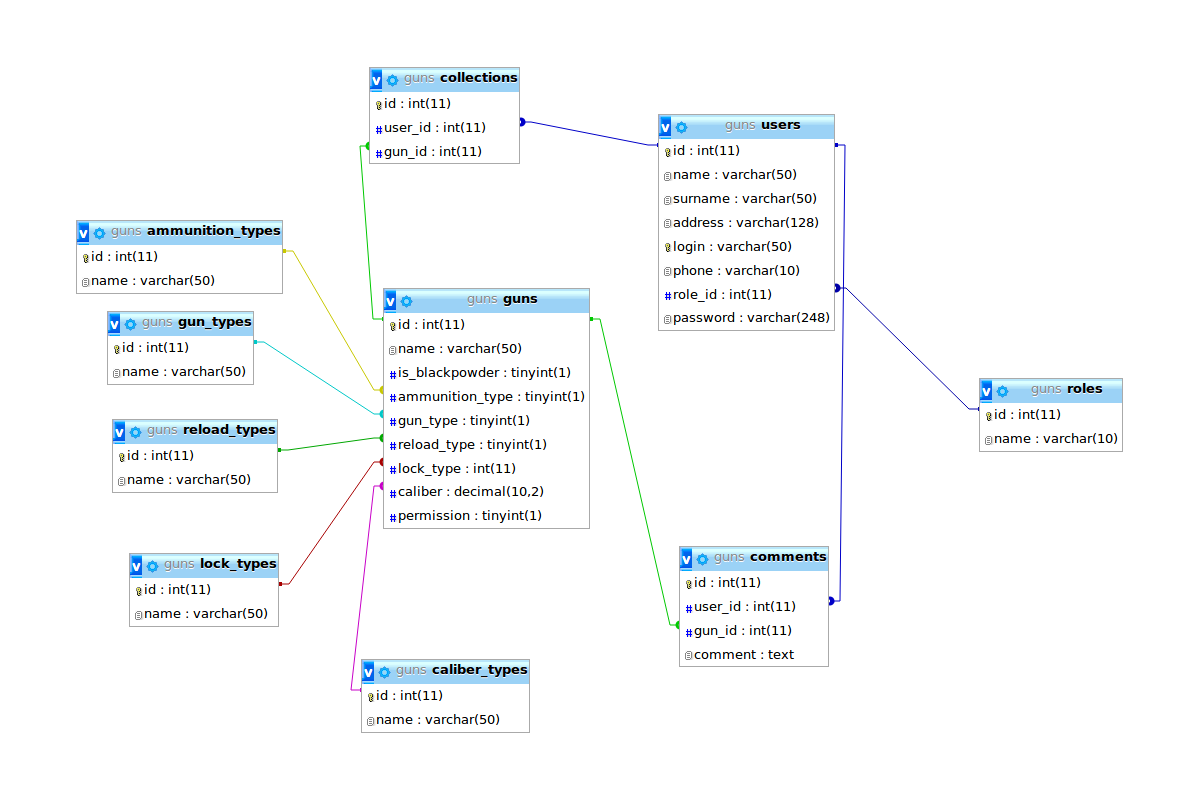 v guns collections
id : int(11)
# user_id : int(11)
# gun_id : int(11)
v guns users
id : int(11)
name : varchar(50)
surname : varchar(50)
address : varchar(128)
login : varchar(50)
phone : varchar(10)
# role_id : int(11)
password : varchar(248)
v guns ammunition_types
id : int(11)
name : varchar(50)
v guns gun_types
id : int(11)
name : varchar(50)
v guns guns
id : int(11)
name : varchar(50)
# is_blackpowder : tinyint(1)
# ammunition_type : tinyint(1)
# gun_type : tinyint(1)
# reload_type : tinyint(1)
# lock_type : int(11)
# caliber : decimal(10,2)
# permission : tinyint(1)
v guns reload_types
id : int(11)
name : varchar(50)
v guns roles
id : int(11)
name : varchar(10)
v guns lock_types
id : int(11)
name : varchar(50)
v guns comments
id : int(11)
# user_id : int(11)
# gun_id : int(11)
comment : text
v guns caliber_types
id : int(11)
name : varchar(50)